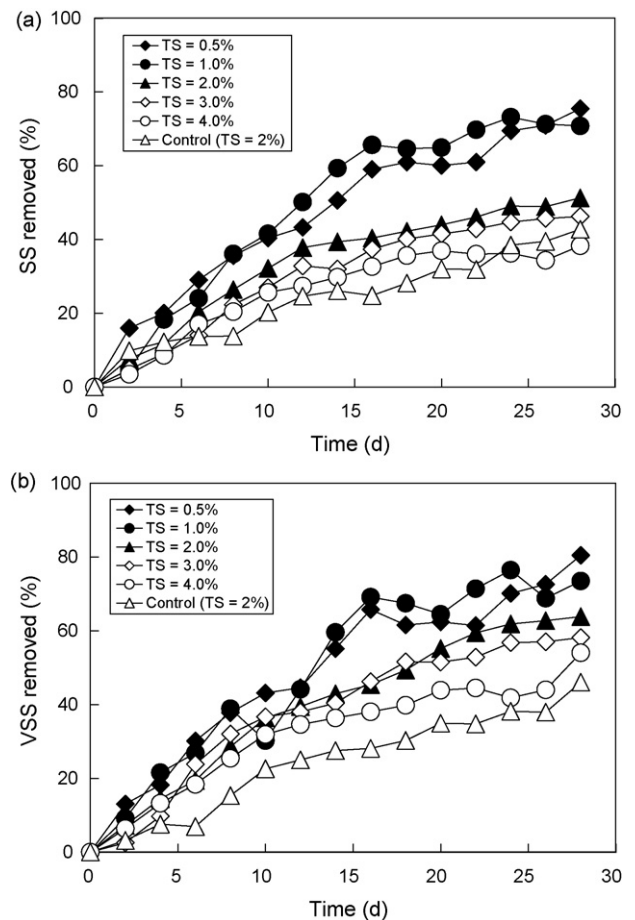 (a)
100
80
60
40
20
0
SS removed (%)
TS = 0.5%
TS = 1.0%
TS = 2.0%
TS = 3.0%
TS = 4.0%
Control (TS = 2%)
0 5 10 15 20 25 30
Time (d)
(b)
100
80
60
40
20
0
VSS removed (%)
TS = 0.5%
TS = 1.0%
TS = 2.0%
TS = 3.0%
TS = 4.0%
Control (TS = 2%)
0 5 10 15 20 25 30
Time (d)